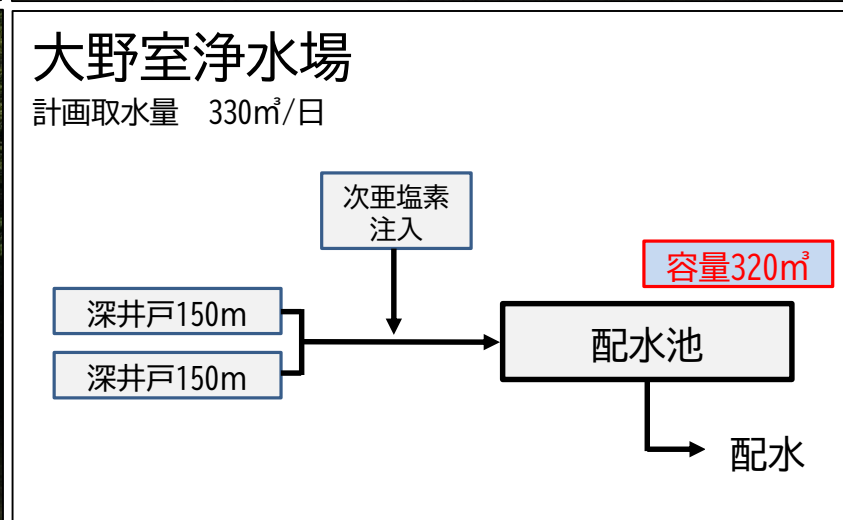 大野室浄水場
計画取水量　330㎥/日
次亜塩素
注入
容量320㎥
深井戸150m
深井戸150m
配水池
配水